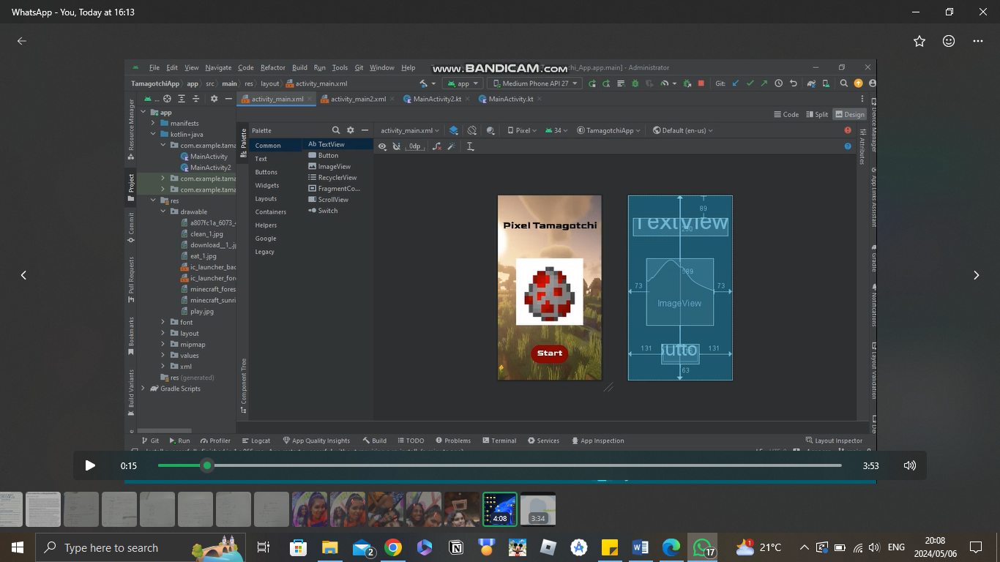 WhatsApp - You, Today at 16:13
www.BANDICAM.com
File Edit View Navigate Code Refactor Build Run Tools Git Window Help
chi_App.app.main] - Administrator
TamagotchiApp app src main res layout activity_main.xml
app Medium Phone API 27 Git:
activity_main.xml activity_main2.xml MainActivity2.kt MainActivity.kt
Code Split Design
Resource Manager
Project
Commit
Pull Requests
Bookmarks
Build Variants
app
manifests
kotlin+java
com.example.tama
MainActivity
MainActivity2
com.example.tama
com.example.tama
res
drawable
a807fc1a_6073_
clean_1.jpg
download__1_.jp
eat_1.jpg
ic_launcher_bac
ic_launcher_fore
minecraft_fores
minecraft_sunri
play.jpg
font
layout
mipmap
values
xml
res (generated)
Gradle Scripts
Palette
Component Tree
Palette
Common
Text
Buttons
Widgets
Layouts
Containers
Helpers
Google
Legacy
Ab TextView
Button
ImageView
RecyclerView
FragmentCo...
ScrollView
Switch
activity_main.xml Pixel 34 TamagotchiApp Default (en-us)
0dp
Pixel Tamagotchi
Start
89
TextView
73 73
ImageView
131 utto 131
63
Attributes
Device Manager
App Links Assistant
Gradle
Notifications
Layout Validation
Git Run Profiler Logcat App Quality Insights Build TODO Problems Terminal Services App Inspection Layout Inspector
0:15 3:53
4:08 3:34
Type here to search
2
17
1
21°C
ENG
20:08
2024/05/06